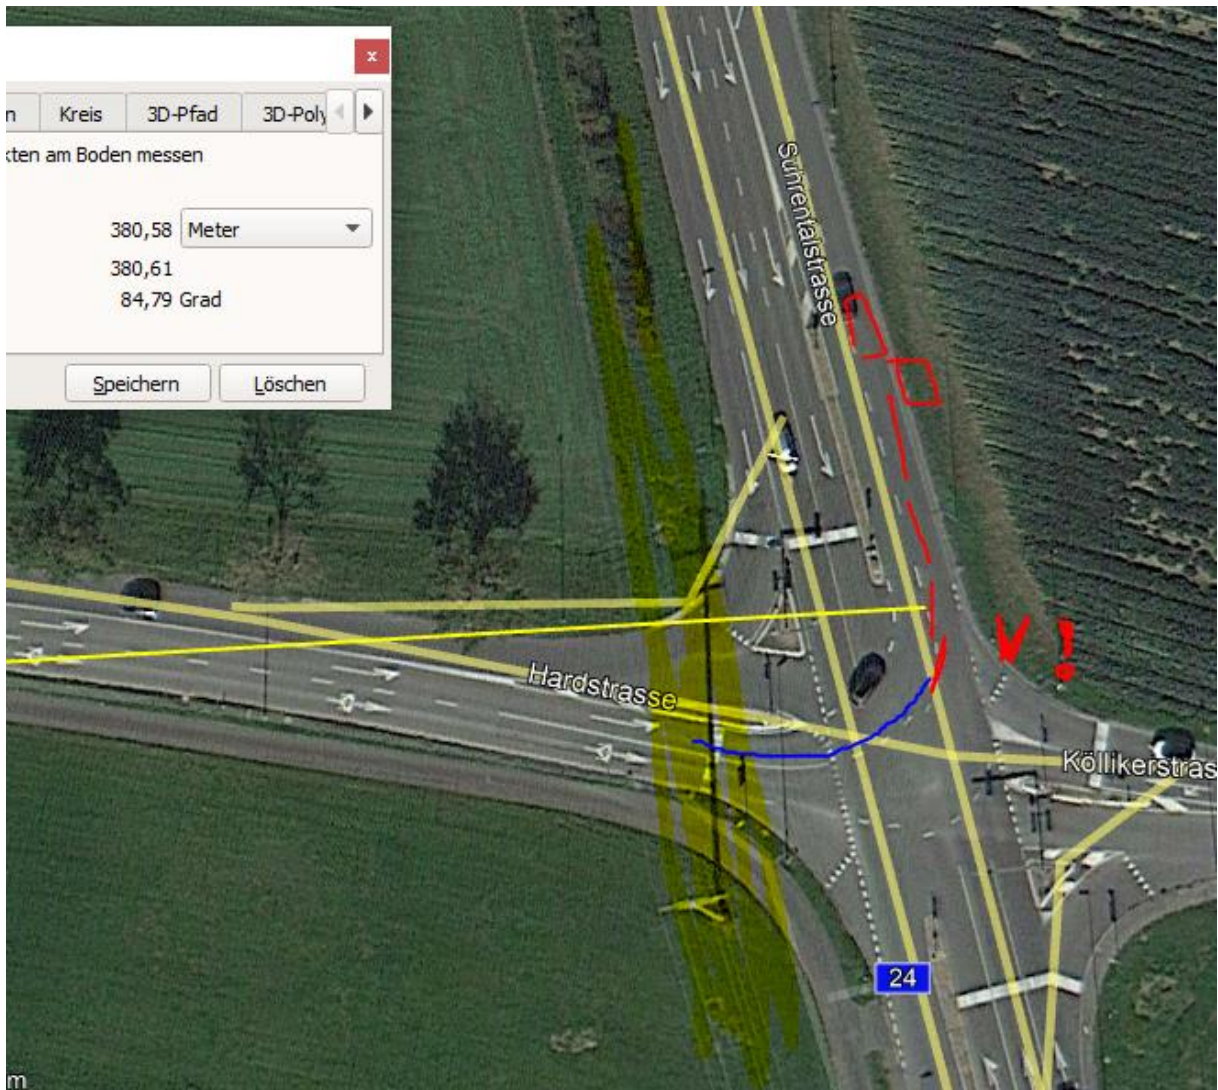 x
n Kreis 3D-Pfad 3D-Poly
kten am Boden messen
380,58 Meter
380,61
84,79 Grad
Speichern Löschen
Suhrentalstrasse
V !
Hardstrasse
Köllikerstras
24
m